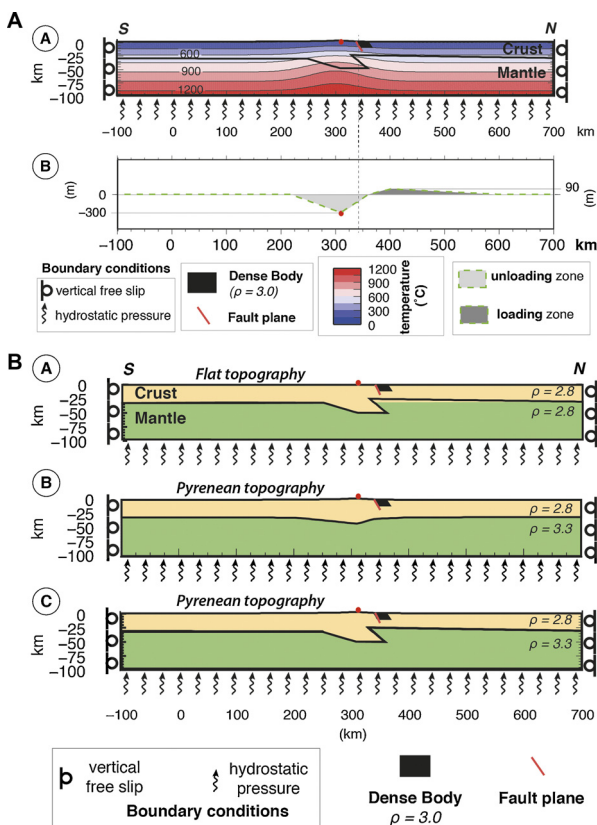 A
S
N
A
km
0
−25
−50
−75
−100
600
900
1200
Crust
Mantle
−100 0 100 200 300 400 500 600 700 km
B
(m)
0
−300
90
(m)
−100 0 100 200 300 400 500 600 700 km
Boundary conditions
vertical free slip
hydrostatic pressure
Dense Body
(ρ = 3.0)
Fault plane
1200
900
600
300
0
temperature
(˚C)
unloading zone
loading zone
B
S
N
A
Flat topography
km
0
−25
−50
−75
−100
Crust
Mantle
ρ = 2.8
ρ = 2.8
B
Pyrenean topography
km
0
−25
−50
−75
−100
ρ = 2.8
ρ = 3.3
C
Pyrenean topography
km
0
−25
−50
−75
−100
ρ = 2.8
ρ = 3.3
−100 0 100 200 300 400 500 600 700
(km)
vertical
free slip
hydrostatic
pressure
Boundary conditions
Dense Body
ρ = 3.0
Fault plane